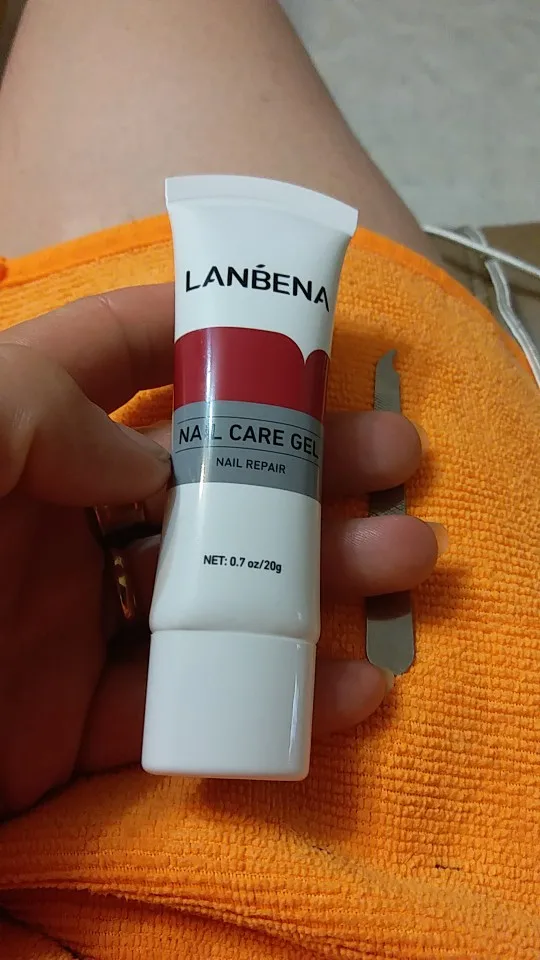 LANBENA
NAIL CARE GEL
NAIL REPAIR
NET: 0.7 oz/20g